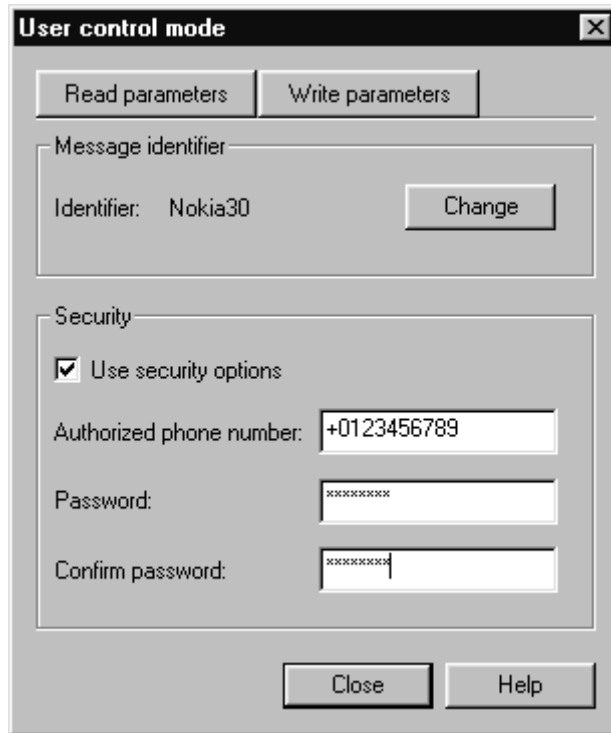 User control mode
Read parameters Write parameters
Message identifier
Identifier: Nokia30 Change
Security
Use security options
Authorized phone number: +0123456789
Password: ********
Confirm password: ********
Close Help